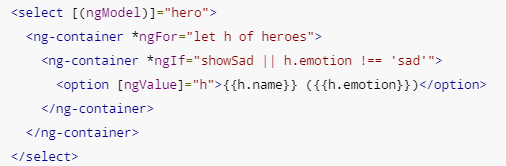 <select [(ngModel)]="hero">
  <ng-container *ngFor="let h of heroes">
    <ng-container *ngIf="showSad || h.emotion !== 'sad'">
      <option [ngValue]="h">{{h.name}} ({{h.emotion}})</option>
    </ng-container>
  </ng-container>
</select>